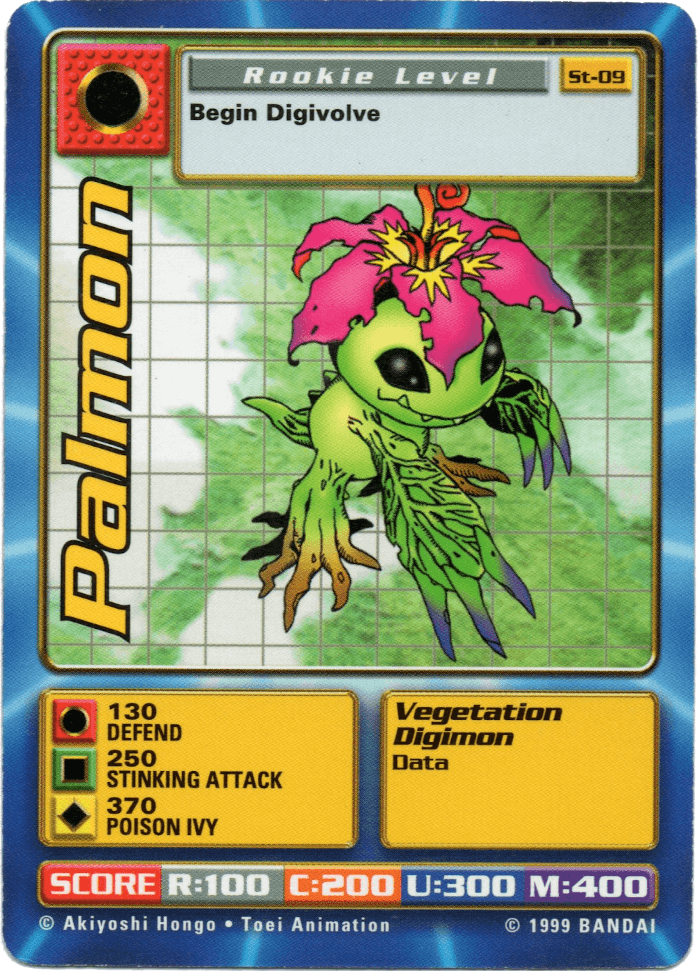 Rookie Level
St-09
Begin Digivolve
Palmon
130
DEFEND
250
STINKING ATTACK
370
POISON IVY
Vegetation
Digimon
Data
SCORE R:100 C:200 U:300 M:400
© Akiyoshi Hongo • Toei Animation © 1999 BANDAI